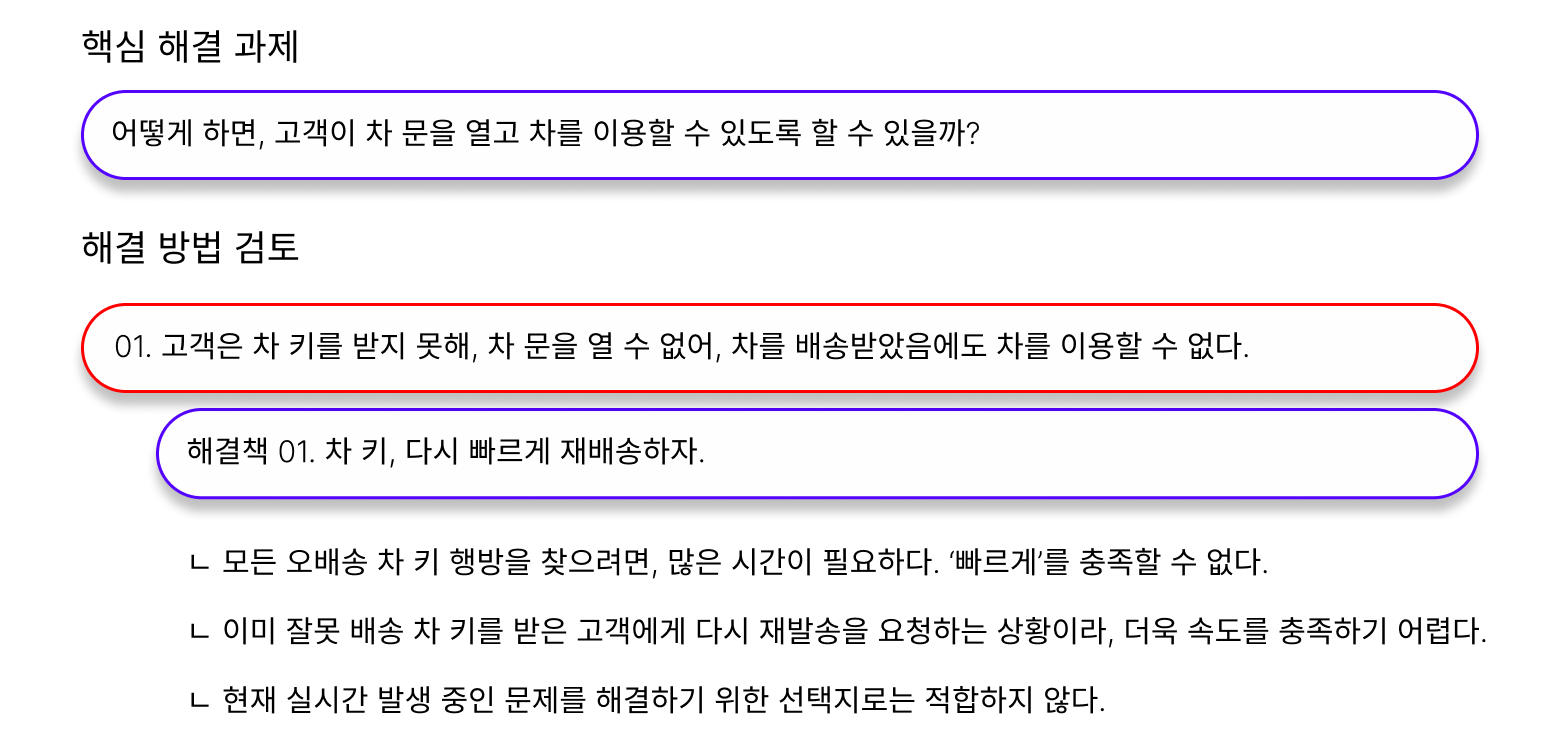 핵심 해결 과제
어떻게 하면, 고객이 차 문을 열고 차를 이용할 수 있도록 할 수 있을까?
해결 방법 검토
01. 고객은 차 키를 받지 못해, 차 문을 열 수 없어, 차를 배송받았음에도 차를 이용할 수 없다.
해결책 01. 차 키, 다시 빠르게 재배송하자.
ㄴ 모든 오배송 차 키 행방을 찾으려면, 많은 시간이 필요하다. ‘빠르게’를 충족할 수 없다.
ㄴ 이미 잘못 배송 차 키를 받은 고객에게 다시 재발송을 요청하는 상황이라, 더욱 속도를 충족하기 어렵다.
ㄴ 현재 실시간 발생 중인 문제를 해결하기 위한 선택지로는 적합하지 않다.